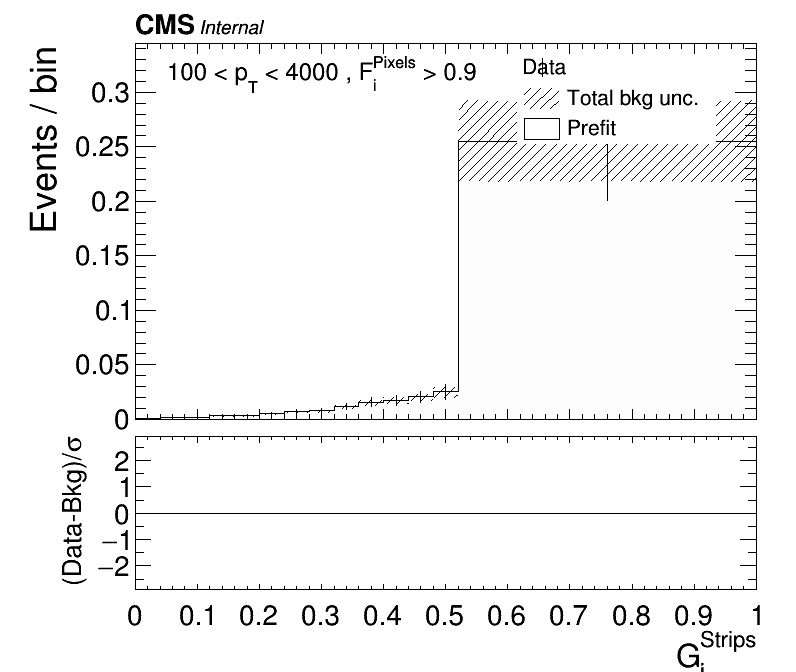 CMS Internal
100 < p_T < 4000 , F_i^Pixels > 0.9
Data
Total bkg unc.
Prefit
Events / bin
0.3
0.25
0.2
0.15
0.1
0.05
0
(Data-Bkg)/σ
2
1
0
−1
−2
0 0.1 0.2 0.3 0.4 0.5 0.6 0.7 0.8 0.9 1
G_i^Strips